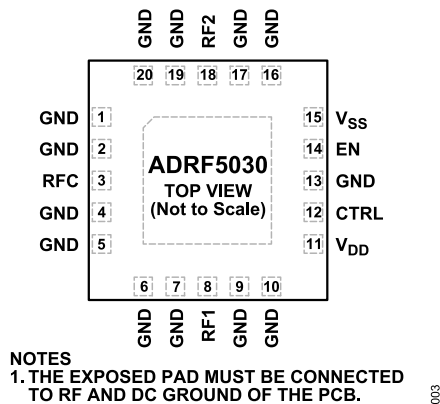 GND GND RF2 GND GND
20 19 18 17 16
GND 1
GND 2
RFC 3
GND 4
GND 5
ADRF5030
TOP VIEW
(Not to Scale)
15 VSS
14 EN
13 GND
12 CTRL
11 VDD
6 7 8 9 10
GND GND RF1 GND GND
NOTES
1. THE EXPOSED PAD MUST BE CONNECTED
TO RF AND DC GROUND OF THE PCB.
003